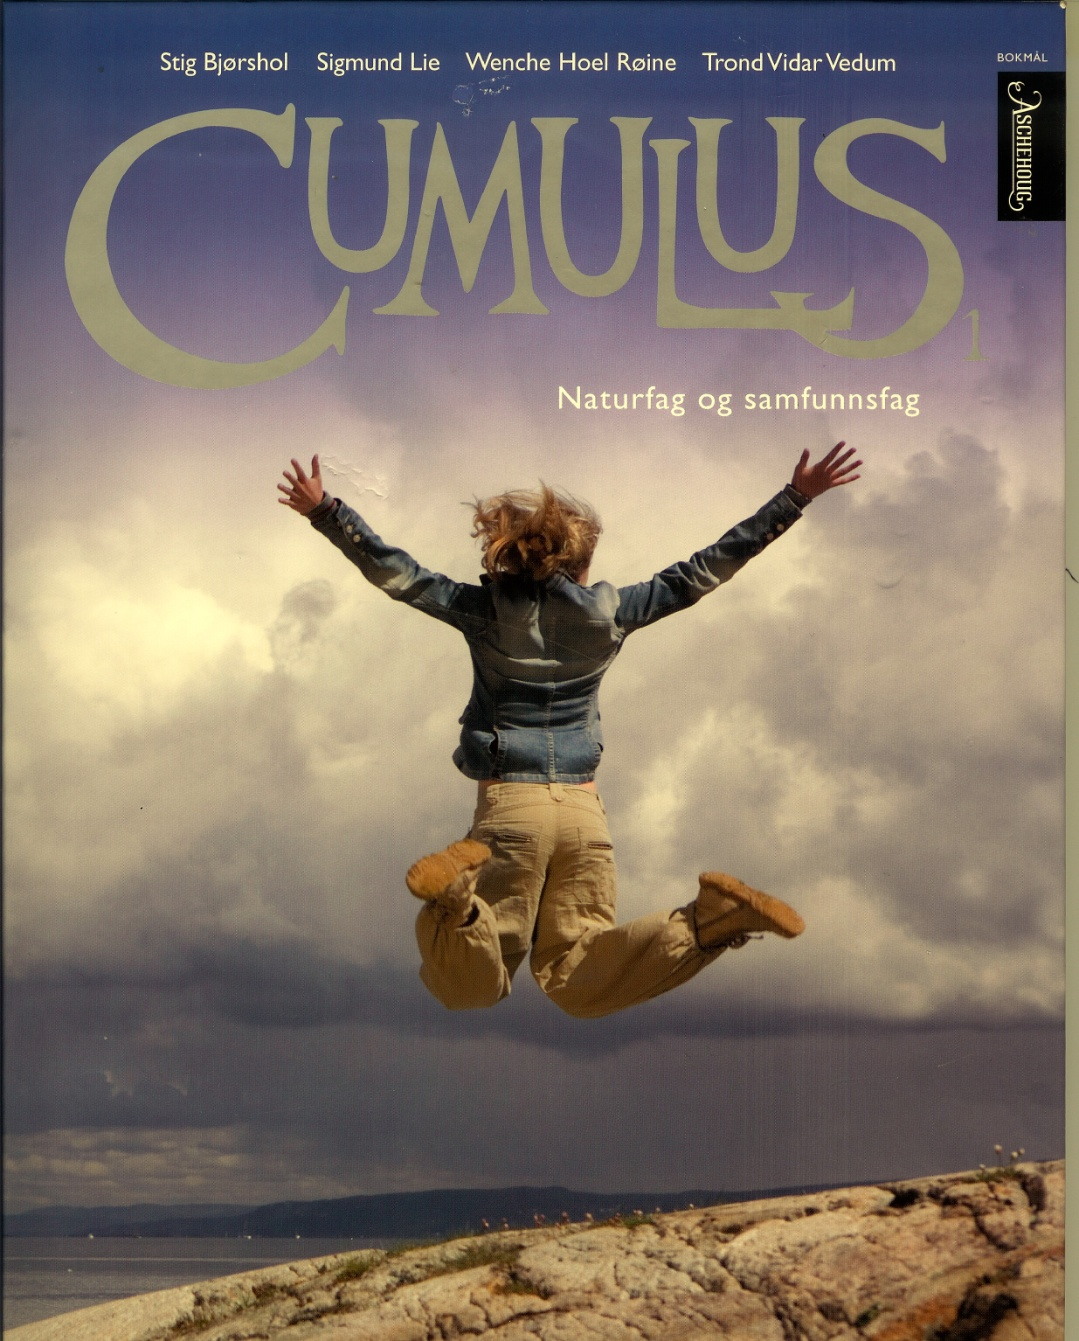 Stig Bjørshol Sigmund Lie Wenche Hoel Røine Trond Vidar Vedum
BOKMÅL
ASCHEHOUG
CUMULUS 1
Naturfag og samfunnsfag